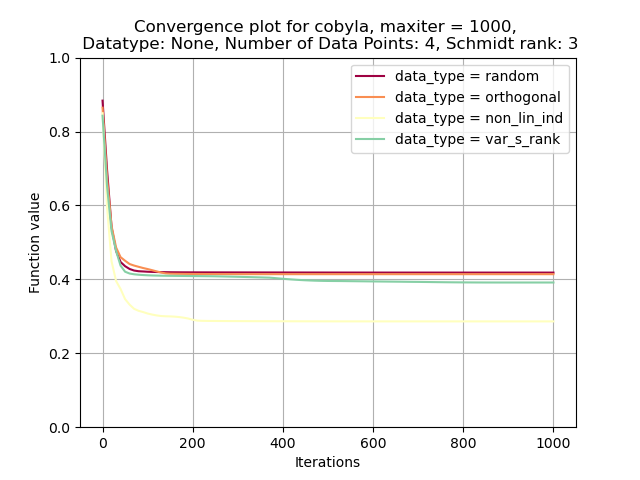 Convergence plot for cobyla, maxiter = 1000,
Datatype: None, Number of Data Points: 4, Schmidt rank: 3
1.0
0.8
0.6
0.4
0.2
0.0
Function value
data_type = random
data_type = orthogonal
data_type = non_lin_ind
data_type = var_s_rank
0 200 400 600 800 1000
Iterations